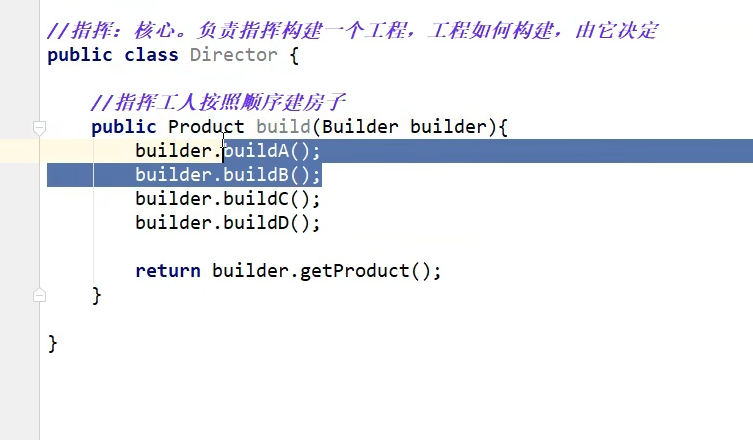 //指挥：核心。负责指挥构建一个工程，工程如何构建，由它决定
public class Director {
//指挥工人按照顺序建房子
public Product build(Builder builder){
builder.buildA();
builder.buildB();
builder.buildC();
builder.buildD();
return builder.getProduct();
}
}